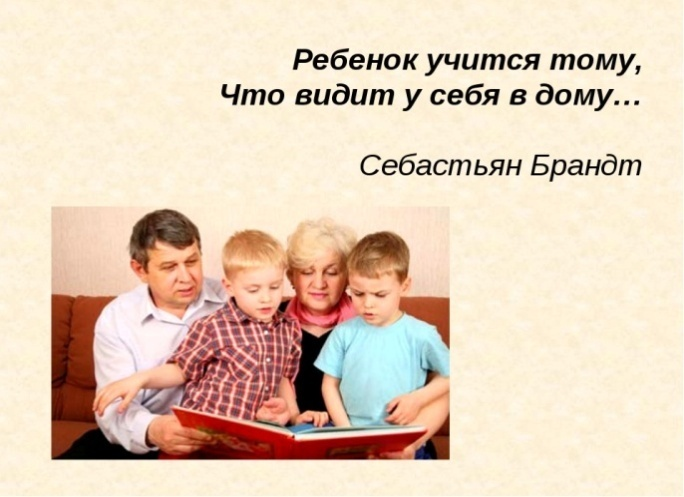 Ребенок учится тому,
Что видит у себя в дому…
Себастьян Брандт